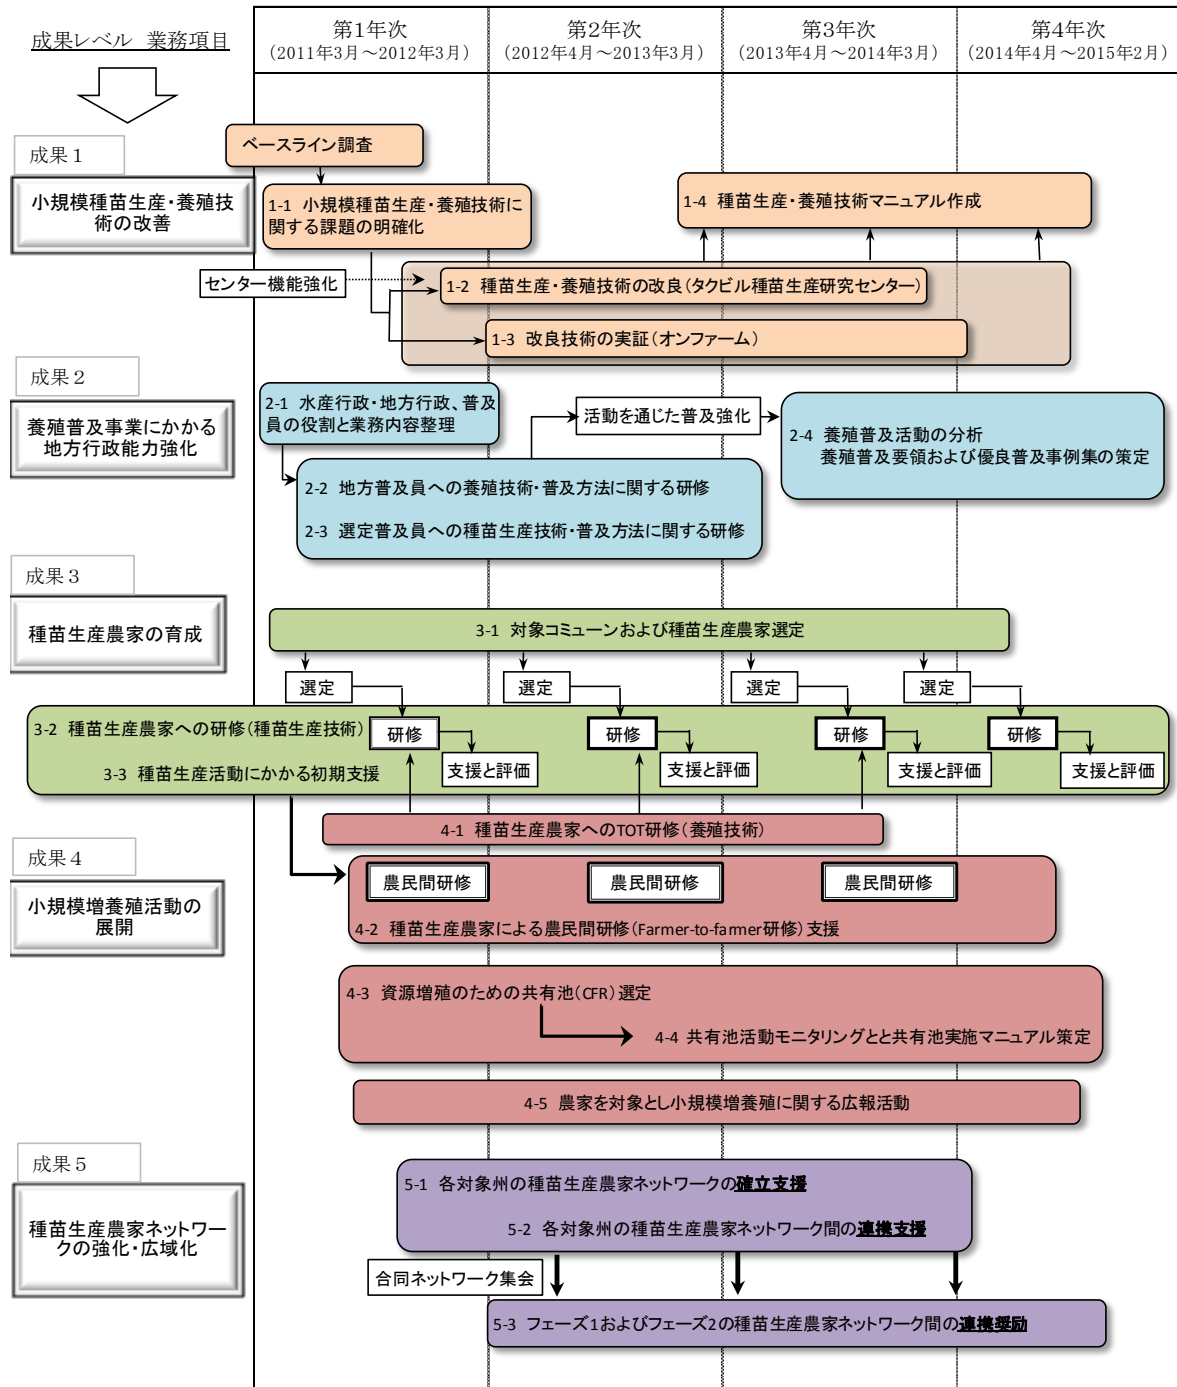 成果レベル 業務項目
第1年次
(2011年3月～2012年3月)
第2年次
(2012年4月～2013年3月)
第3年次
(2013年4月～2014年3月)
第4年次
(2014年4月～2015年2月)
成果１
小規模種苗生産・養殖技
術の改善
ベースライン調査
1-1 小規模種苗生産・養殖技術に
関する課題の明確化
1-4 種苗生産・養殖技術マニュアル作成
センター機能強化
1-2 種苗生産・養殖技術の改良(タクビル種苗生産研究センター)
1-3 改良技術の実証(オンファーム)
成果２
養殖普及事業にかかる
地方行政能力強化
2-1 水産行政・地方行政、普及
員の役割と業務内容整理
活動を通じた普及強化
2-4 養殖普及活動の分析
養殖普及要領および優良普及事例集の策定
2-2 地方普及員への養殖技術・普及方法に関する研修
2-3 選定普及員への種苗生産技術・普及方法に関する研修
成果３
種苗生産農家の育成
3-1 対象コミューンおよび種苗生産農家選定
選定
選定
選定
選定
3-2 種苗生産農家への研修(種苗生産技術)
研修
研修
研修
研修
3-3 種苗生産活動にかかる初期支援
支援と評価
支援と評価
支援と評価
支援と評価
4-1 種苗生産農家へのTOT研修(養殖技術)
成果４
小規模増養殖活動の
展開
農民間研修
農民間研修
農民間研修
4-2 種苗生産農家による農民間研修(Farmer-to-farmer研修)支援
4-3 資源増殖のための共有池(CFR)選定
4-4 共有池活動モニタリングとと共有池実施マニュアル策定
4-5 農家を対象とし小規模増養殖に関する広報活動
成果５
種苗生産農家ネットワー
クの強化・広域化
5-1 各対象州の種苗生産農家ネットワークの確立支援
5-2 各対象州の種苗生産農家ネットワーク間の連携支援
合同ネットワーク集会
5-3 フェーズ1およびフェーズ2の種苗生産農家ネットワーク間の連携奨励